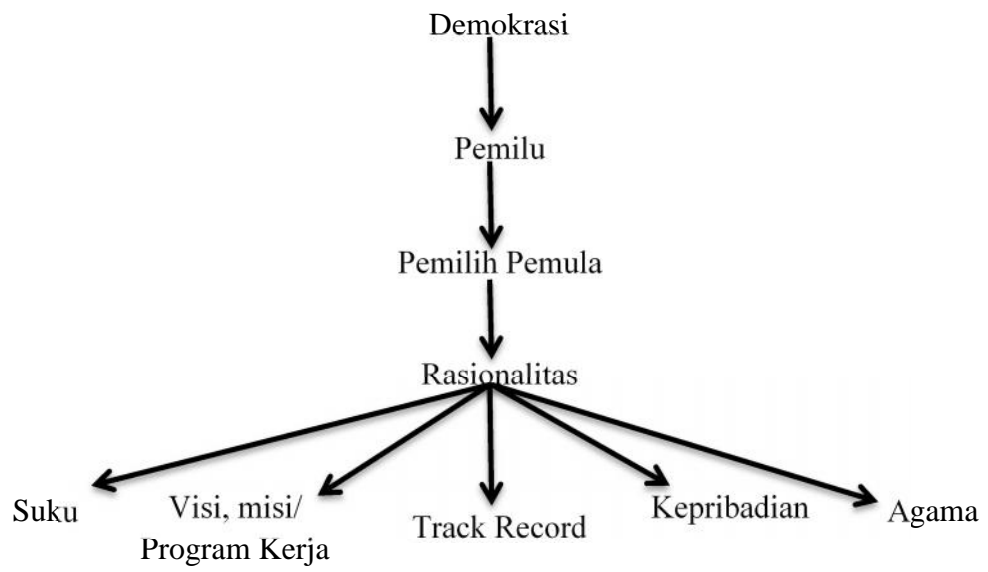 Demokrasi
Pemilu
Pemilih Pemula
Rasionalitas
Suku
Visi, misi/
Program Kerja
Track Record
Kepribadian
Agama